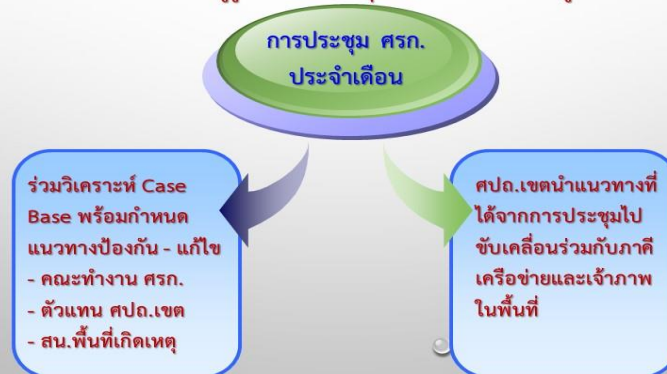 การประชุม ศรก.
ประจำเดือน
ร่วมวิเคราะห์ Case
Base พร้อมกำหนด
แนวทางป้องกัน - แก้ไข
- คณะทำงาน ศรก.
- ตัวแทน ศปถ.เขต
- สน.พื้นที่เกิดเหตุ
ศปถ.เขตนำแนวทางที่
ได้จากการประชุมไป
ขับเคลื่อนร่วมกับภาคี
เครือข่ายและเจ้าภาพ
ในพื้นที่